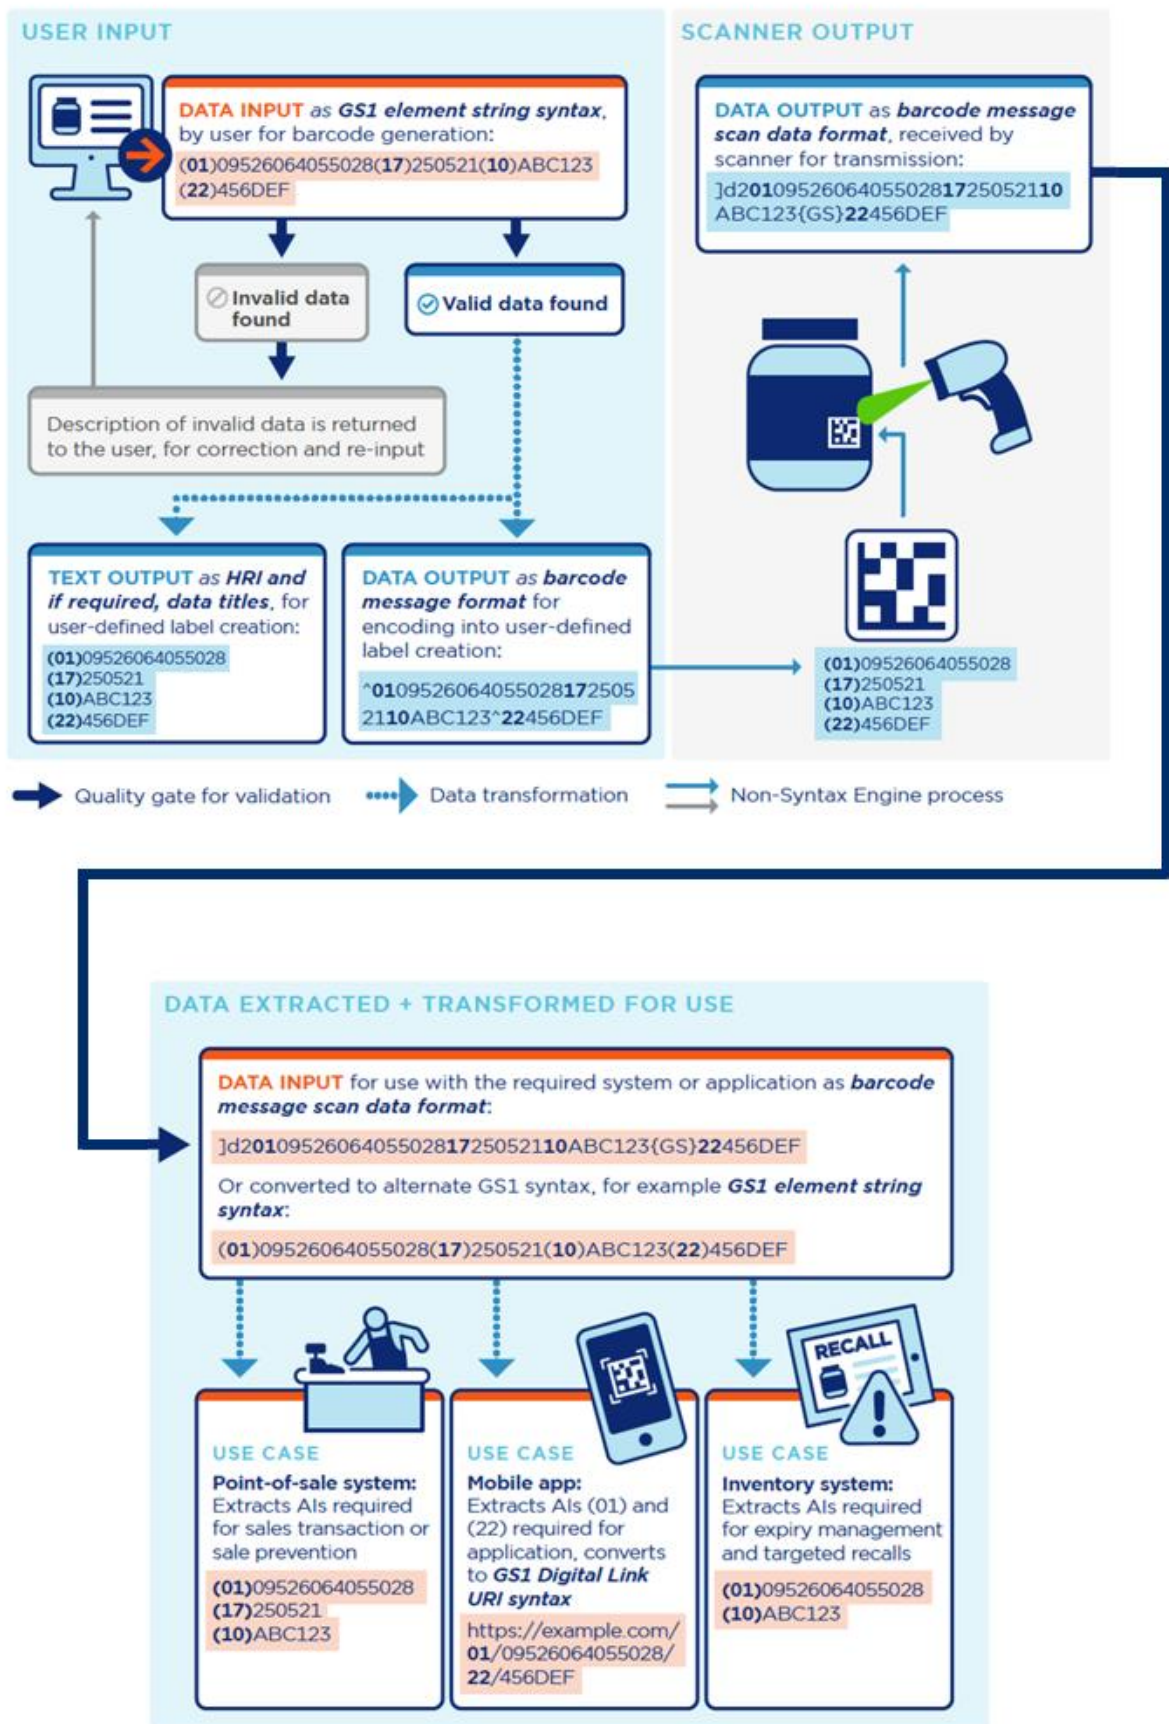 USER INPUT
DATA INPUT as GS1 element string syntax,
by user for barcode generation:
(01)09526064055028(17)250521(10)ABC123
(22)456DEF
Invalid data
found
Valid data found
Description of invalid data is returned
to the user, for correction and re-input
TEXT OUTPUT as HRI and
if required, data titles, for
user-defined label creation:
(01)09526064055028
(17)250521
(10)ABC123
(22)456DEF
DATA OUTPUT as barcode
message format for
encoding into user-defined
label creation:
^0109526064055028172505
2110ABC123^22456DEF
SCANNER OUTPUT
DATA OUTPUT as barcode message
scan data format, received by
scanner for transmission:
]d201095260640550281725052110
ABC123{GS}22456DEF
(01)09526064055028
(17)250521
(10)ABC123
(22)456DEF
Quality gate for validation
Data transformation
Non-Syntax Engine process
DATA EXTRACTED + TRANSFORMED FOR USE
DATA INPUT for use with the required system or application as barcode
message scan data format:
]d201095260640550281725052110ABC123{GS}22456DEF
Or converted to alternate GS1 syntax, for example GS1 element string
syntax:
(01)09526064055028(17)250521(10)ABC123(22)456DEF
USE CASE
Point-of-sale system:
Extracts AIs required
for sales transaction or
sale prevention
(01)09526064055028
(17)250521
(10)ABC123
USE CASE
Mobile app:
Extracts AIs (01) and
(22) required for
application, converts
to GS1 Digital Link
URI syntax
https://example.com/
01/09526064055028/
22/456DEF
RECALL
USE CASE
Inventory system:
Extracts AIs required
for expiry management
and targeted recalls
(01)09526064055028
(10)ABC123